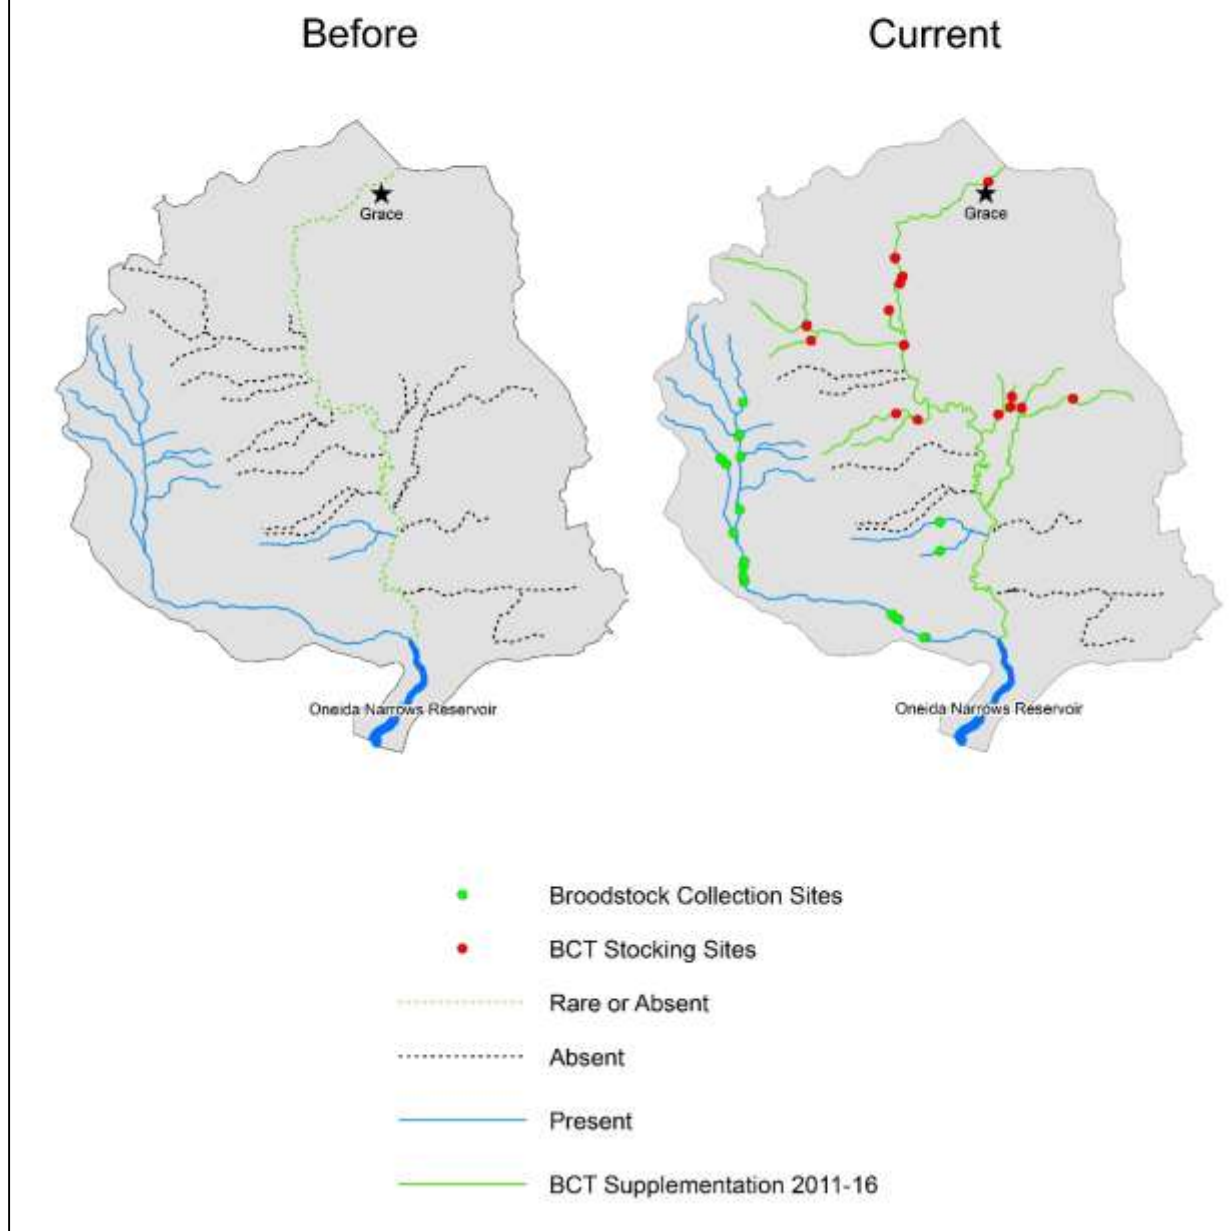 Before
Current
Grace
Grace
Oneida Narrows Reservoir
Oneida Narrows Reservoir
Broodstock Collection Sites
BCT Stocking Sites
Rare or Absent
Absent
Present
BCT Supplementation 2011-16